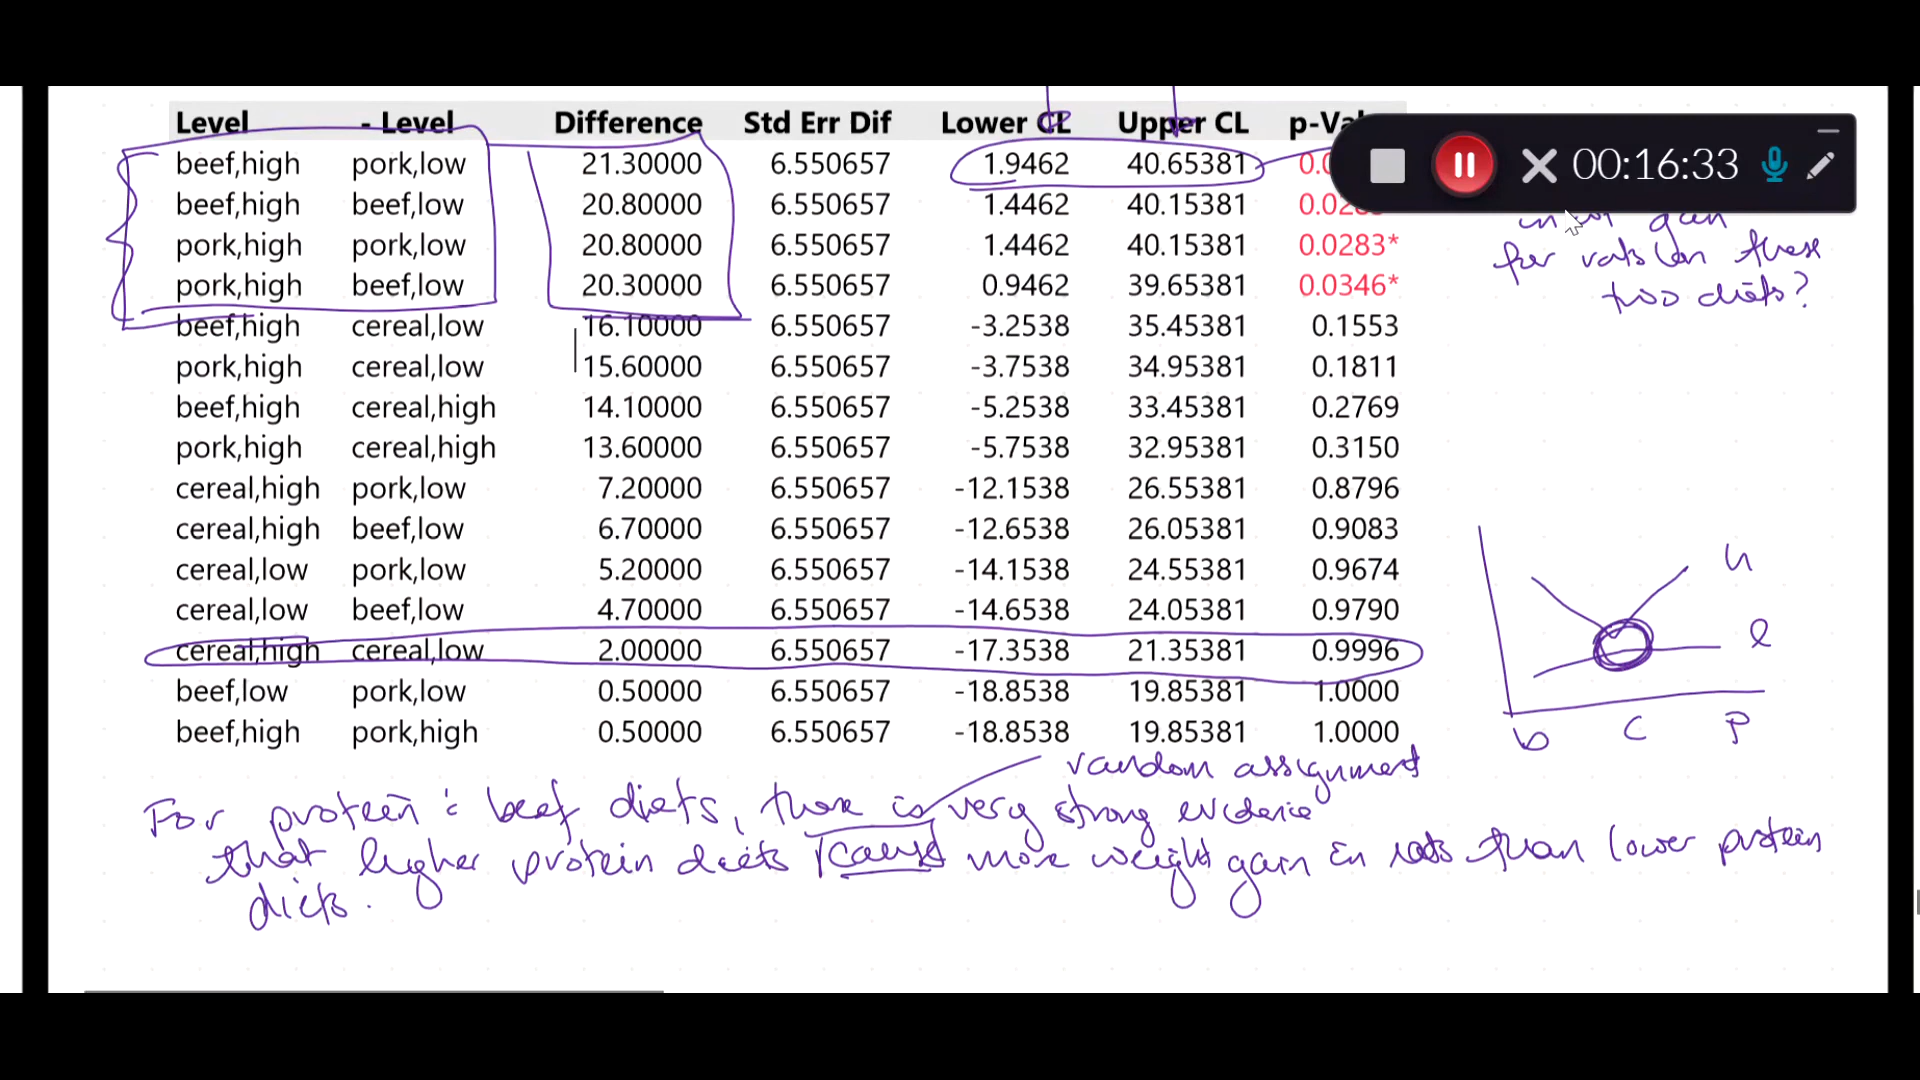 Level - Level Difference Std Err Dif Lower CL Upper CL p-Va
beef,high pork,low 21.30000 6.550657 1.9462 40.65381 0.0
beef,high beef,low 20.80000 6.550657 1.4462 40.15381 0.0283*
pork,high pork,low 20.80000 6.550657 1.4462 40.15381 0.0283*
pork,high beef,low 20.30000 6.550657 0.9462 39.65381 0.0346*
beef,high cereal,low 16.10000 6.550657 -3.2538 35.45381 0.1553
pork,high cereal,low 15.60000 6.550657 -3.7538 34.95381 0.1811
beef,high cereal,high 14.10000 6.550657 -5.2538 33.45381 0.2769
pork,high cereal,high 13.60000 6.550657 -5.7538 32.95381 0.3150
cereal,high pork,low 7.20000 6.550657 -12.1538 26.55381 0.8796
cereal,high beef,low 6.70000 6.550657 -12.6538 26.05381 0.9083
cereal,low pork,low 5.20000 6.550657 -14.1538 24.55381 0.9674
cereal,low beef,low 4.70000 6.550657 -14.6538 24.05381 0.9790
cereal,high cereal,low 2.00000 6.550657 -17.3538 21.35381 0.9996
beef,low pork,low 0.50000 6.550657 -18.8538 19.85381 1.0000
beef,high pork,high 0.50000 6.550657 -18.8538 19.85381 1.0000
00:16:33
in wt gain
for rats on these
two diets?
h
l
b c p
random assignment
For protein : beef diets, there is very strong evidence
that higher protein diets cause more weight gain in rats than lower protein
diets.